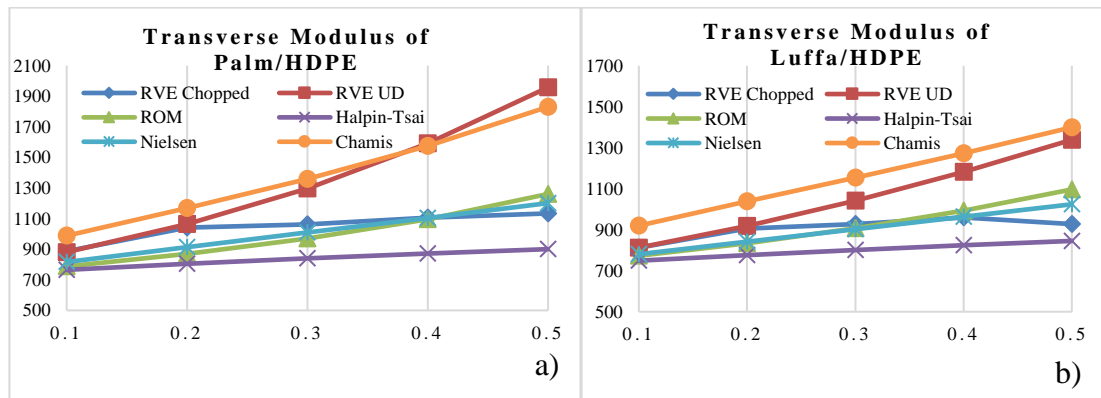 Transverse Modulus of
Palm/HDPE
2100
1900
1700
1500
1300
1100
900
700
500
RVE Chopped
RVE UD
ROM
Halpin-Tsai
Nielsen
Chamis
0.1 0.2 0.3 0.4 0.5
a)
Transverse Modulus of
Luffa/HDPE
1700
1500
1300
1100
900
700
500
RVE Chopped
RVE UD
ROM
Halpin-Tsai
Nielsen
Chamis
0.1 0.2 0.3 0.4 0.5
b)